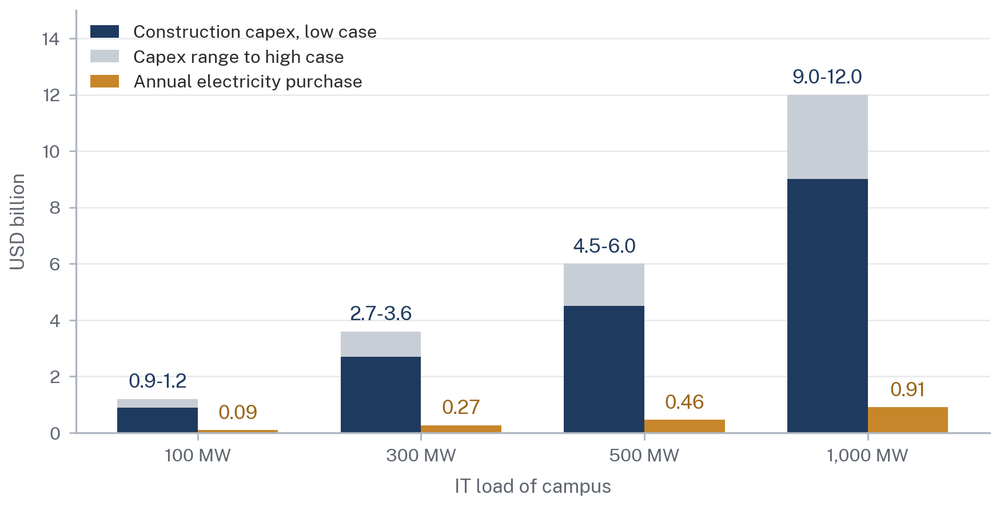 Construction capex, low case
Capex range to high case
Annual electricity purchase
USD billion
14
12
10
8
6
4
2
0
0.9-1.2
0.09
2.7-3.6
0.27
4.5-6.0
0.46
9.0-12.0
0.91
100 MW
300 MW
500 MW
1,000 MW
IT load of campus